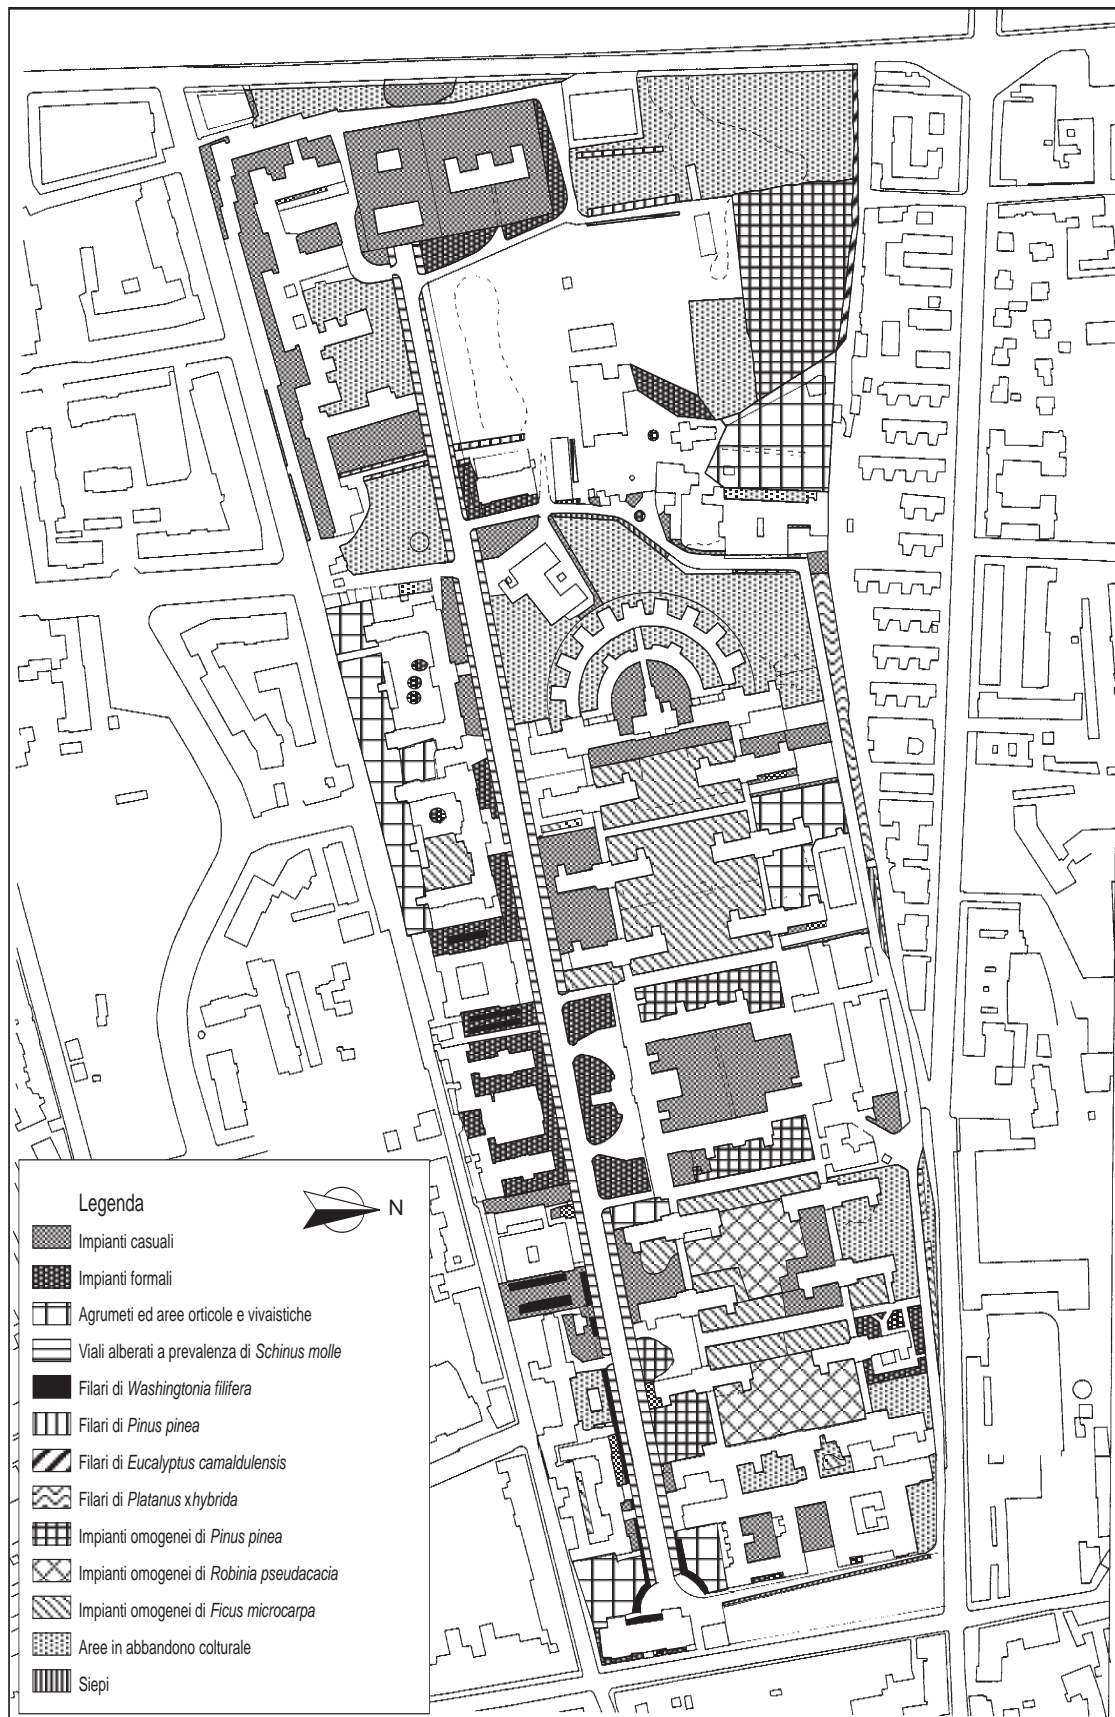 Legenda
N
Impianti casuali
Impianti formali
Agrumeti ed aree orticole e vivaistiche
Viali alberati a prevalenza di Schinus molle
Filari di Washingtonia filifera
Filari di Pinus pinea
Filari di Eucalyptus camaldulensis
Filari di Platanus xhybrida
Impianti omogenei di Pinus pinea
Impianti omogenei di Robinia pseudacacia
Impianti omogenei di Ficus microcarpa
Aree in abbandono colturale
Siepi